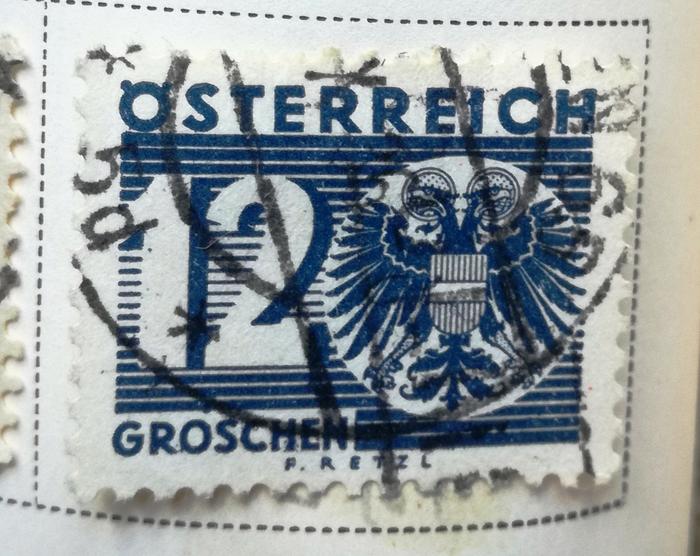 ÖSTERREICH
12
GROSCHEN
F. RETZL